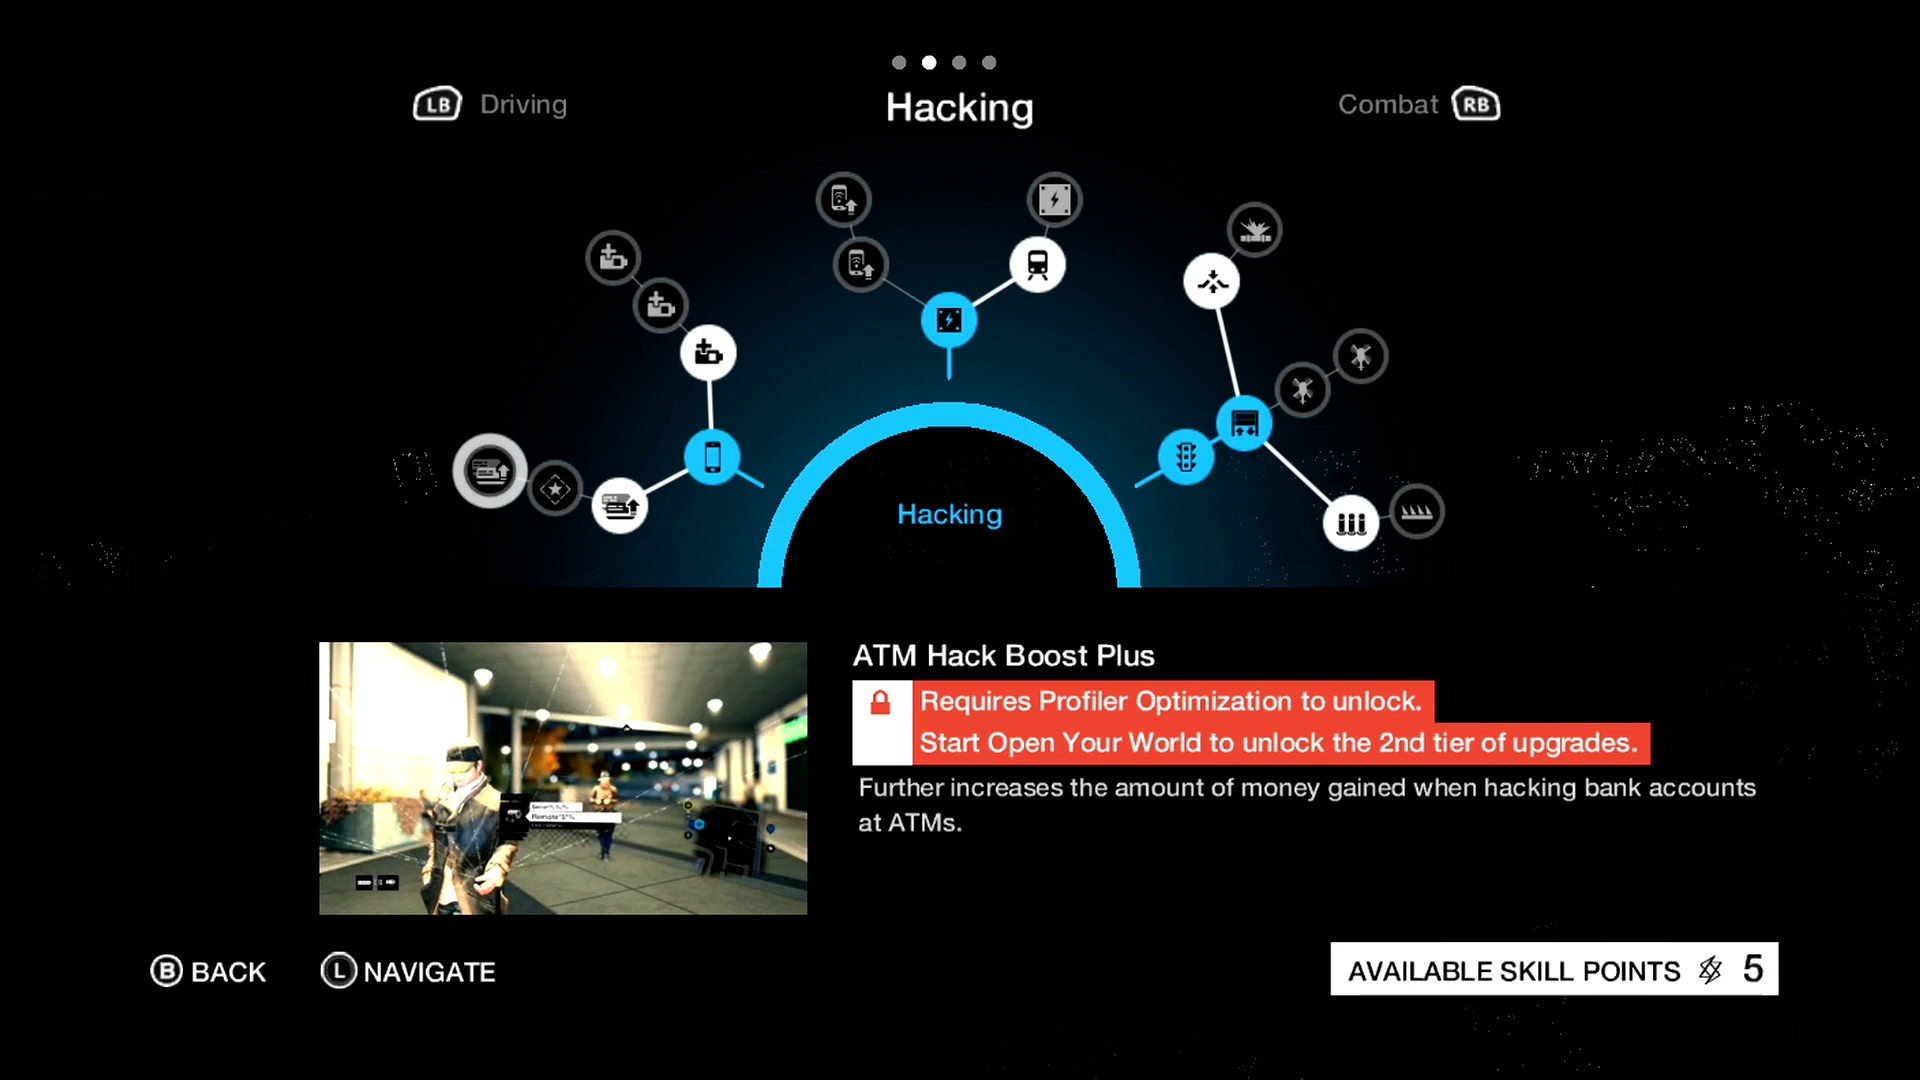 LB Driving
Hacking
Combat RB
Hacking
ATM Hack Boost Plus
Requires Profiler Optimization to unlock.
Start Open Your World to unlock the 2nd tier of upgrades.
Further increases the amount of money gained when hacking bank accounts
at ATMs.
B BACK
L NAVIGATE
AVAILABLE SKILL POINTS 5